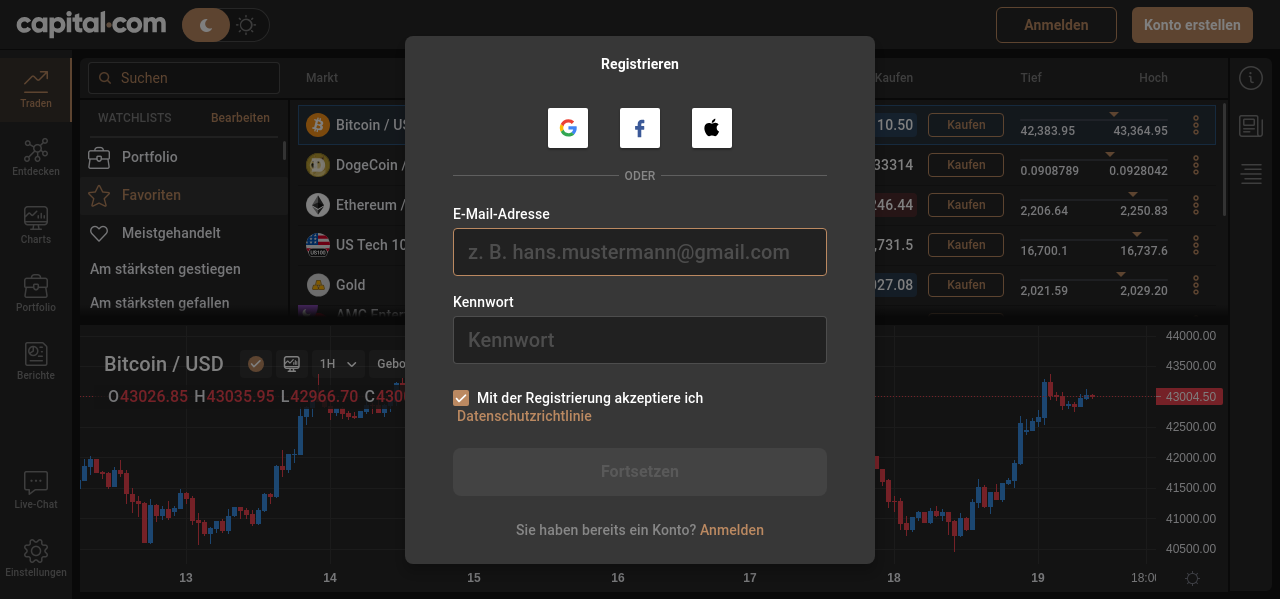 capital.com
Anmelden
Konto erstellen
Registrieren
Traden
Entdecken
Charts
Portfolio
Berichte
Live-Chat
Einstellungen
Suchen
WATCHLISTS
Bearbeiten
Portfolio
Favoriten
Meistgehandelt
Am stärksten gestiegen
Am stärksten gefallen
Markt
Kaufen
Tief
Hoch
Bitcoin / US
10.50
Kaufen
42,383.95
43,364.95
DogeCoin /
33314
Kaufen
0.0908789
0.0928042
Ethereum /
246.44
Kaufen
2,206.64
2,250.83
US Tech 10
,731.5
Kaufen
16,700.1
16,737.6
Gold
027.08
Kaufen
2,021.59
2,029.20
ODER
E-Mail-Adresse
z. B. hans.mustermann@gmail.com
Kennwort
Kennwort
Mit der Registrierung akzeptiere ich
Datenschutzrichtlinie
Fortsetzen
Sie haben bereits ein Konto? Anmelden
Bitcoin / USD
1H
Gebo
O43026.85 H43035.95 L42966.70 C430
44000.00
43500.00
43004.50
42500.00
42000.00
41500.00
41000.00
40500.00
13
14
15
16
17
18
19
18:00